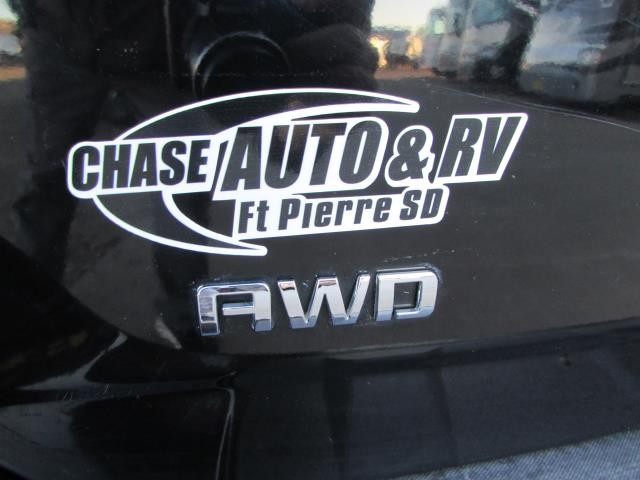 CHASE AUTO & RV
Ft Pierre SD
AWD